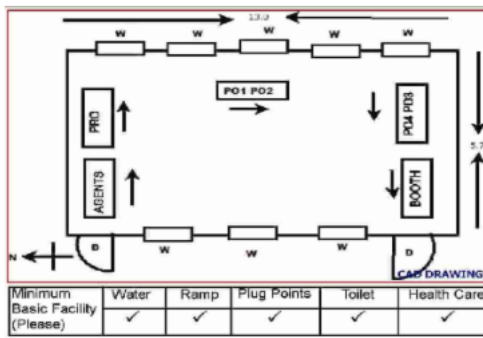 13.0
W W W W W
PO1 PO2
PRO
PO4 PO3
5.7
AGENTS
BOOTH
D W W W D
N
CAD DRAWING
Minimum Basic Facility (Please) Water Ramp Plug Points Toilet Health Care
✓ ✓ ✓ ✓ ✓